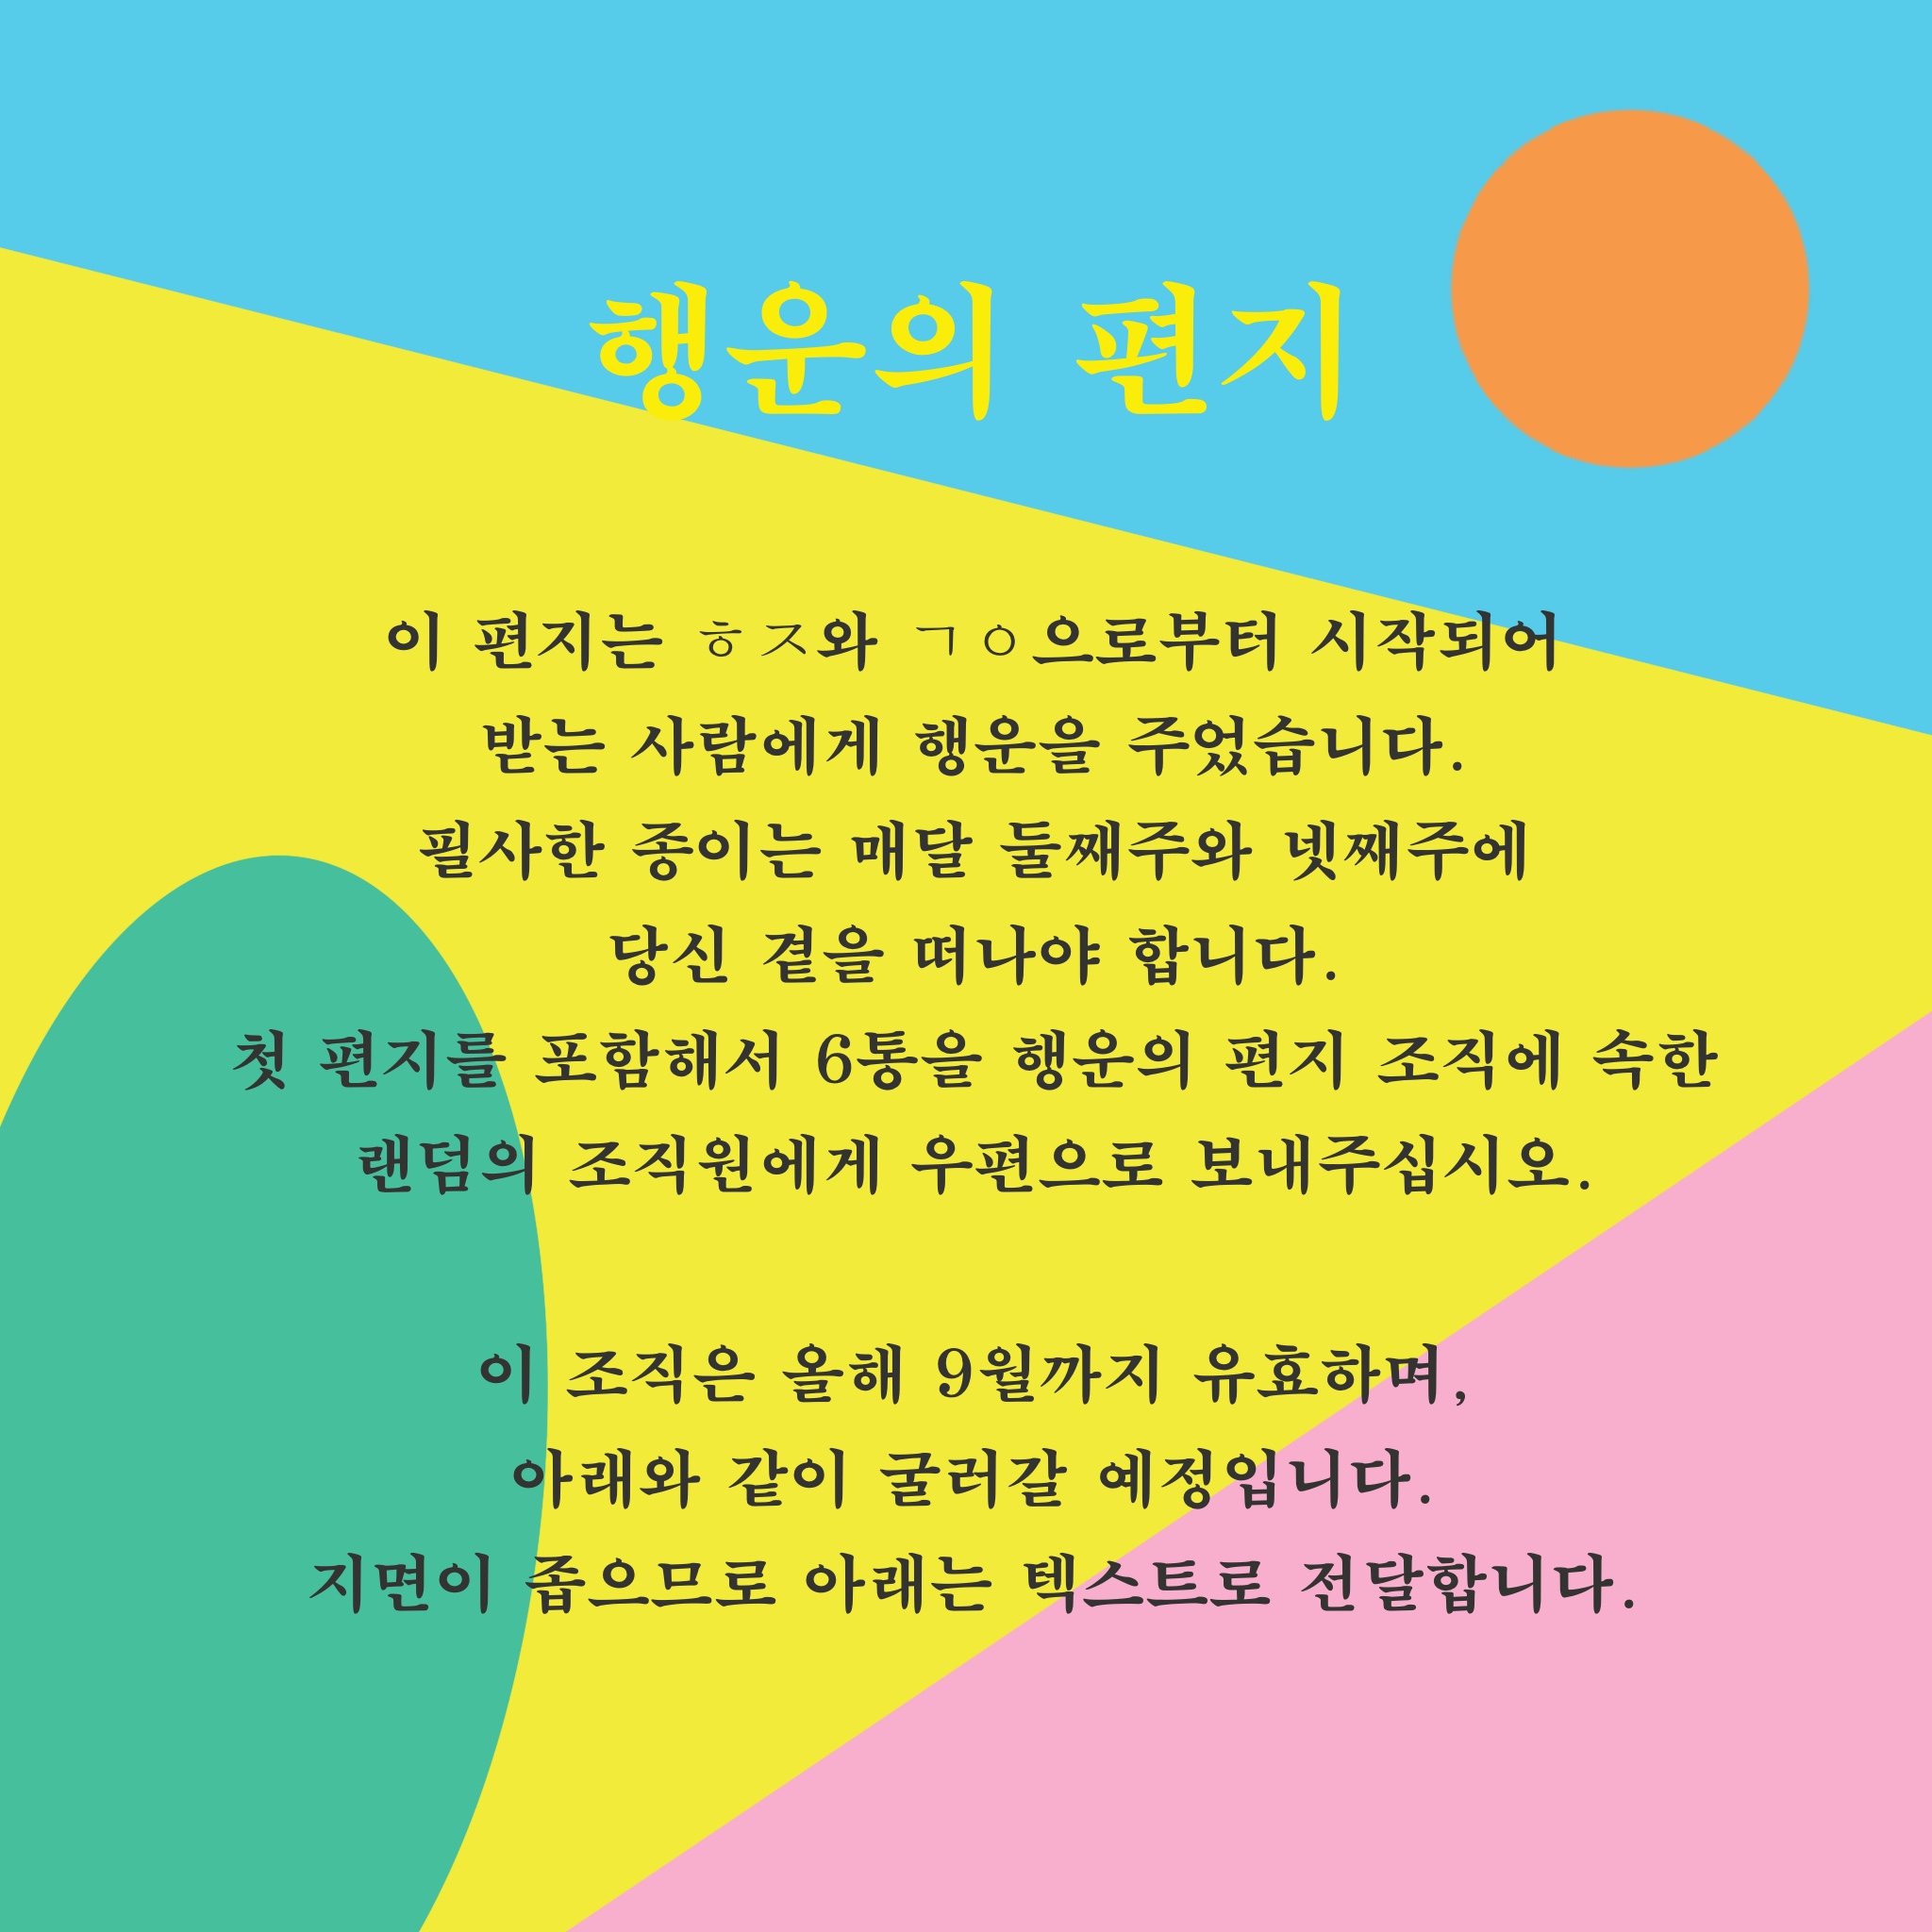 행운의 편지
이 편지는 ㅎㅈ와 ㄱㅇ으로부터 시작되어
받는 사람에게 행운을 주었습니다.
필사한 종이는 매달 둘째주와 넷째주에
당신 곁을 떠나야 합니다.
첫 편지를 포함해서 6통을 행운의 편지 조직에 속한
랜덤의 조직원에게 우편으로 보내주십시오.
이 조직은 올해 9월까지 유효하며,
아래와 같이 굴러갈 예정입니다.
지면이 좁으므로 아래는 텍스트로 전달합니다.